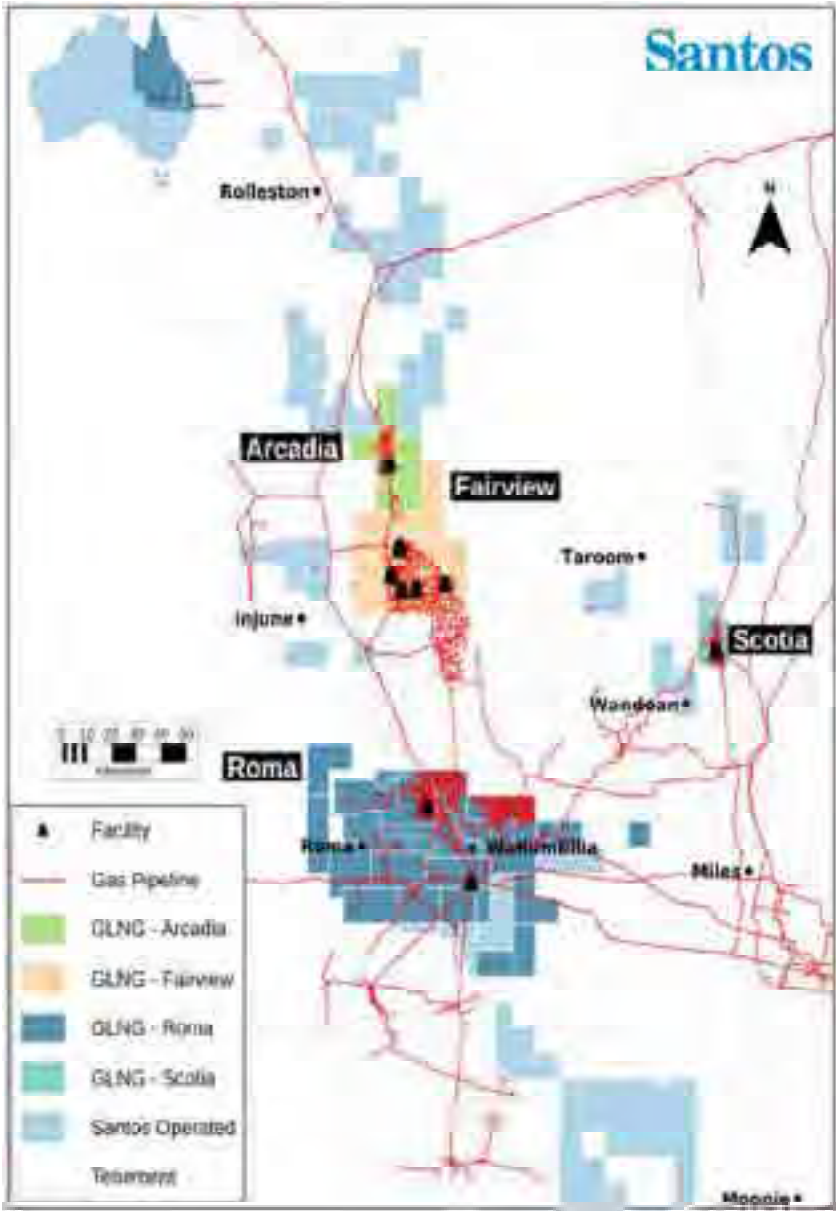 Santos
N
Rolleston
Arcadia
Fairview
Taroom
Injune
Scotia
Wandoan
Roma
Roma
Wallumbilla
Miles
Facility
Gas Pipeline
GLNG - Arcadia
GLNG - Fairview
GLNG - Roma
GLNG - Scotia
Santos Operated
Tenement
Moonie